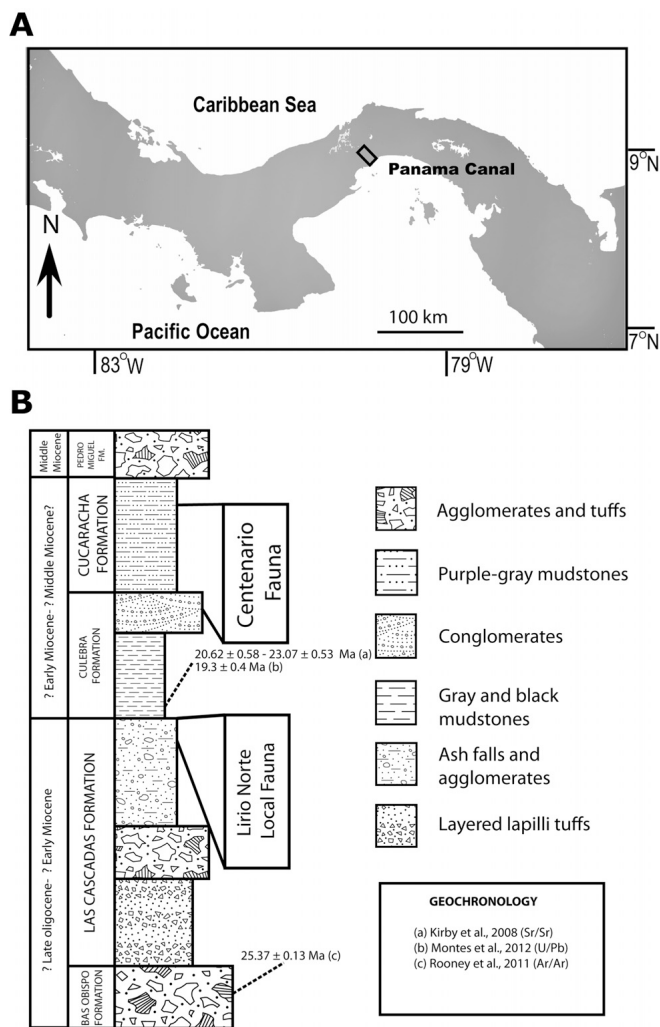 A
Caribbean Sea
9°N
Panama Canal
N
100 km
Pacific Ocean
7°N
83°W
79°W
B
Middle
Miocene
PEDRO
MIGUEL
FM.
? Early Miocene- ? Middle Miocene?
CUCARACHA
FORMATION
Centenario
Fauna
CULEBRA
FORMATION
20.62 ± 0.58 - 23.07 ± 0.53 Ma (a)
19.3 ± 0.4 Ma (b)
? Late oligocene- ? Early Miocene
LAS CASCADAS FORMATION
Lirio Norte
Local Fauna
25.37 ± 0.13 Ma (c)
BAS OBISPO
FORMATION
Agglomerates and tuffs
Purple-gray mudstones
Conglomerates
Gray and black
mudstones
Ash falls and
agglomerates
Layered lapilli tuffs
GEOCHRONOLOGY
(a) Kirby et al., 2008 (Sr/Sr)
(b) Montes et al., 2012 (U/Pb)
(c) Rooney et al., 2011 (Ar/Ar)